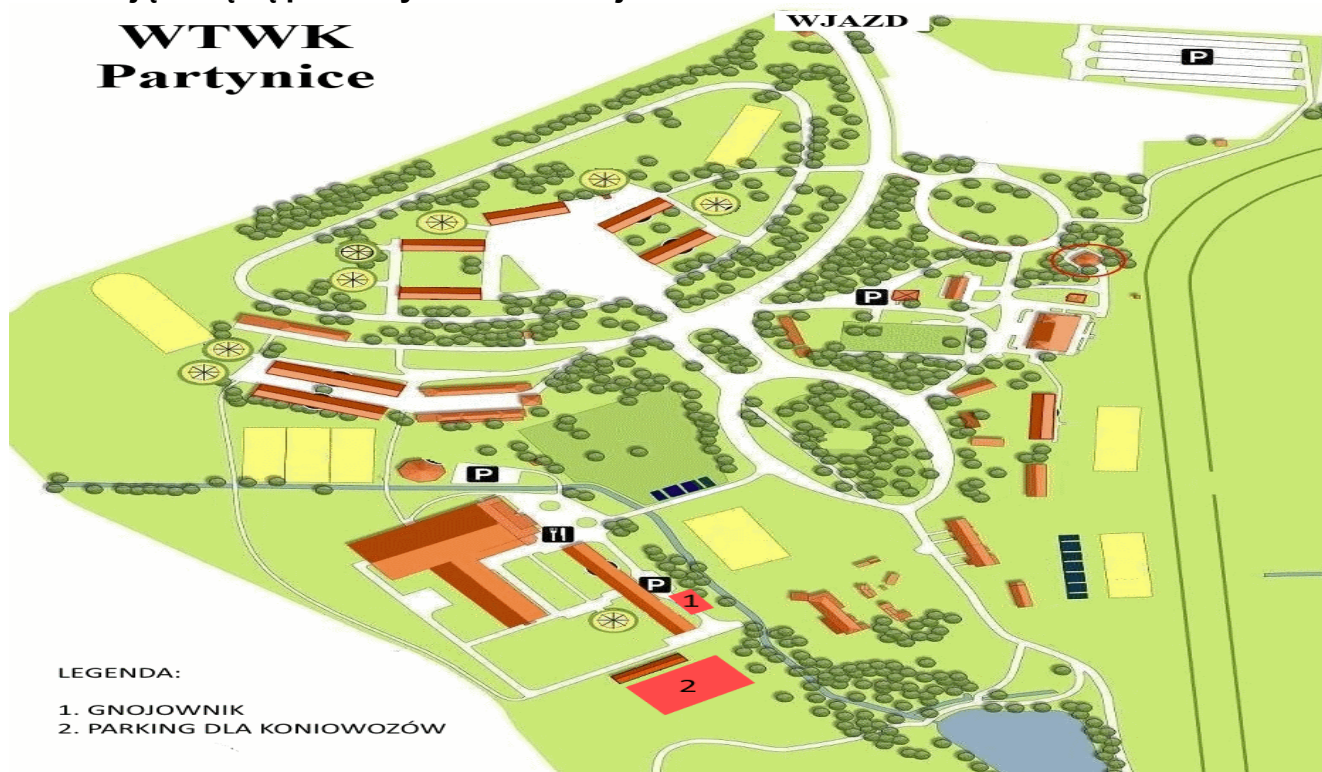 WTWK
Partynice
WJAZD
P
P
P
P
1
2
LEGENDA:
1. GNOJOWNIK
2. PARKING DLA KONIOWOZÓW